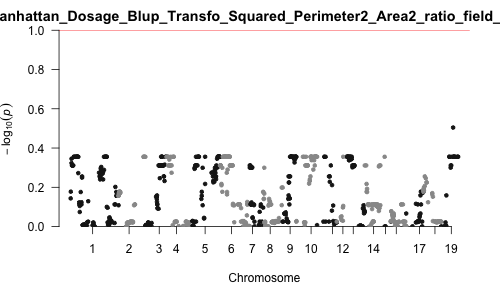 anhattan_Dosage_Blup_Transfo_Squared_Perimeter2_Area2_ratio_field_
1.0
0.8
0.6
0.4
0.2
0.0
− log10(p)
1 2 3 4 5 6 7 8 9 10 12 14 17 19
Chromosome